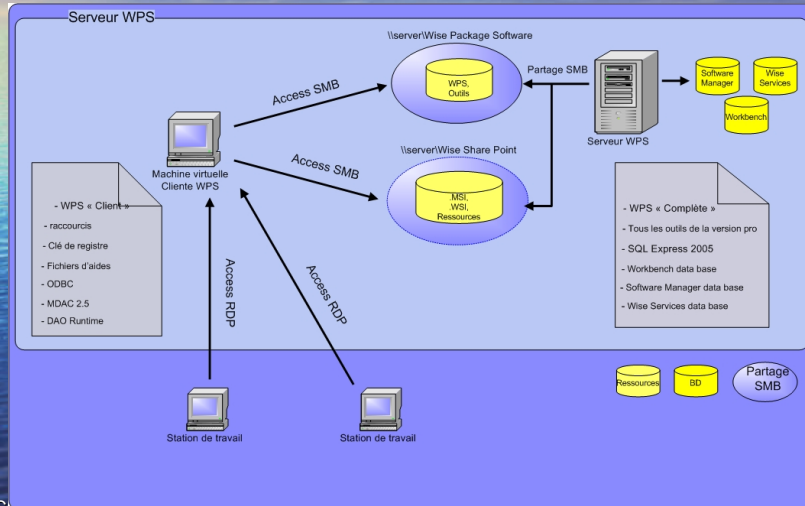 Serveur WPS
\\server\Wise Package Software
WPS,
Outils
Partage SMB
Software
Manager
Wise
Services
Workbench
Serveur WPS
Access SMB
Access SMB
Machine virtuelle
Cliente WPS
\\server\Wise Share Point
.MSI,
.WSI,
Ressources
- WPS « Client »
- raccourcis
- Clé de registre
- Fichiers d'aides
- ODBC
- MDAC 2.5
- DAO Runtime
- WPS « Complète »
- Tous les outils de la version pro
- SQL Express 2005
- Workbench data base
- Software Manager data base
- Wise Services data base
Access RDP
Access RDP
Station de travail
Station de travail
Ressources
BD
Partage
SMB